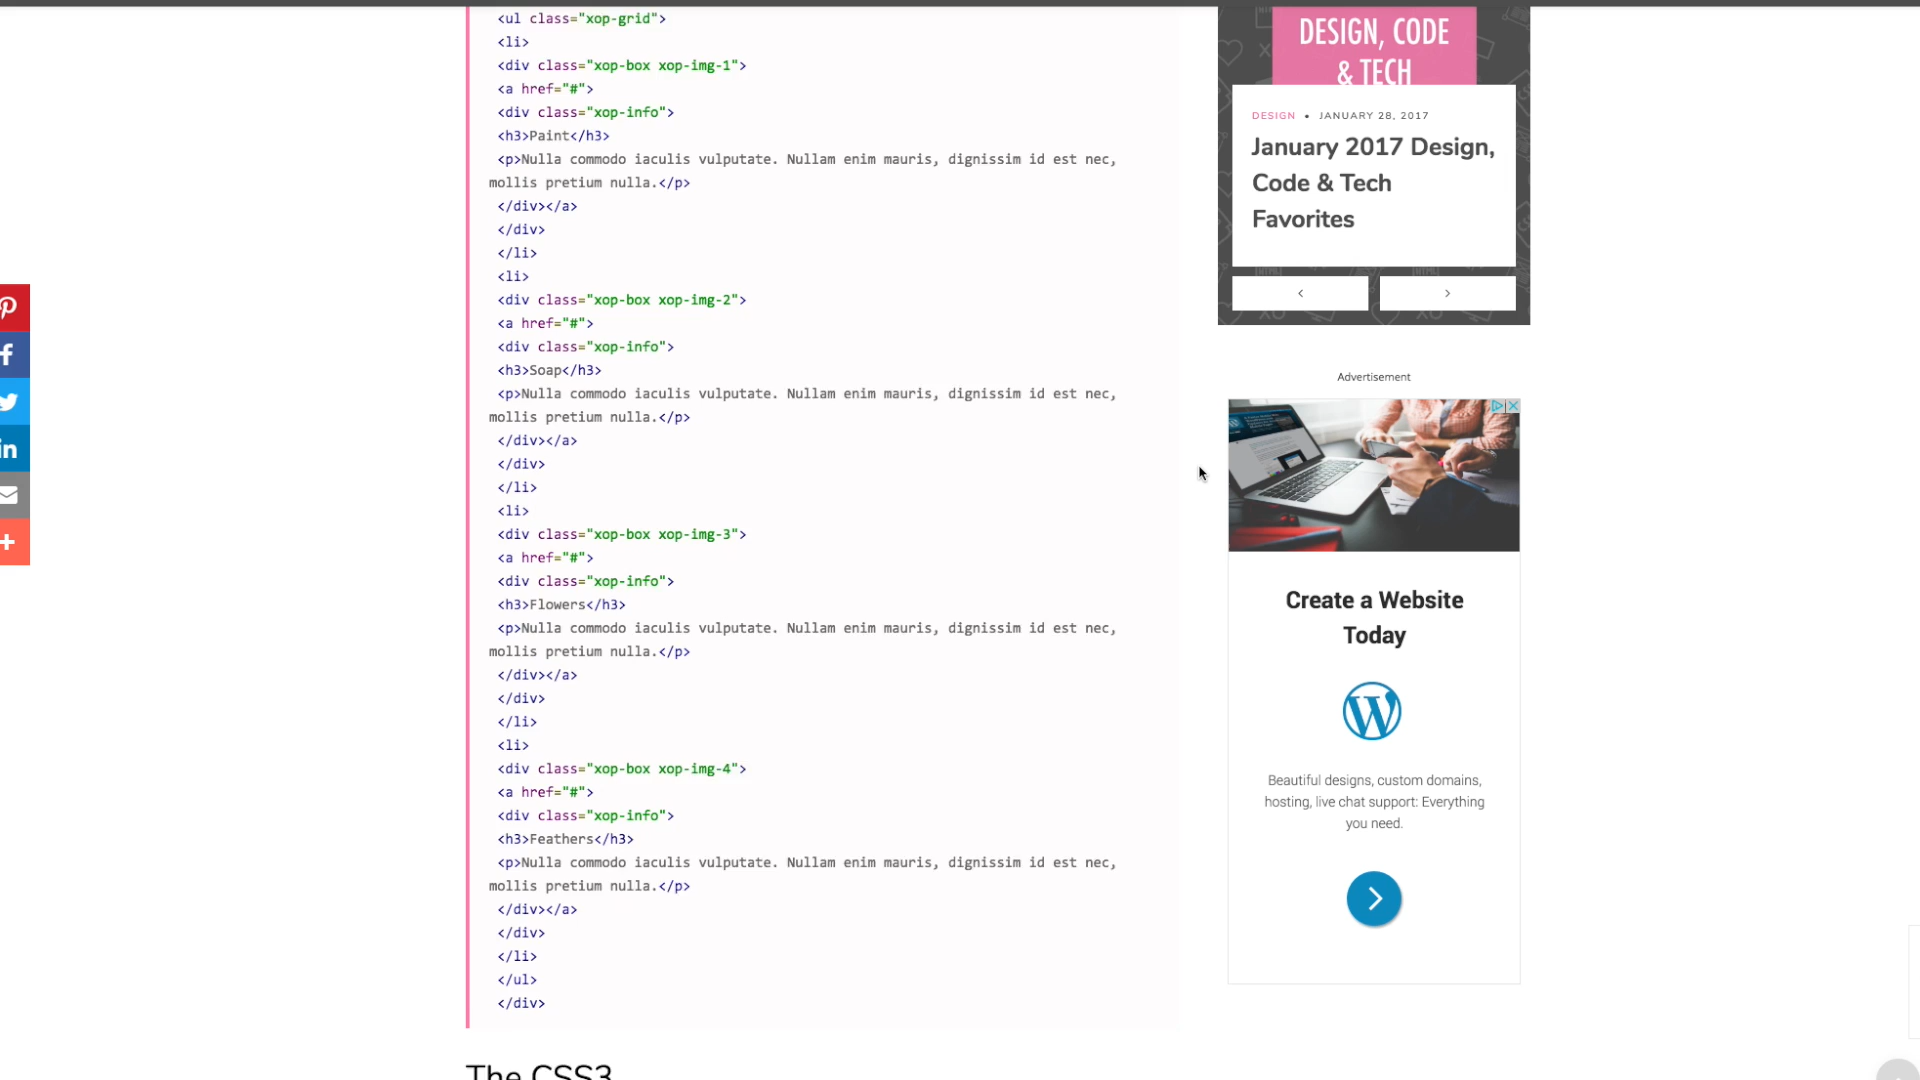 <ul class="xop-grid">
<li>
<div class="xop-box xop-img-1">
<a href="#">
<div class="xop-info">
<h3>Paint</h3>
<p>Nulla commodo iaculis vulputate. Nullam enim mauris, dignissim id est nec,
mollis pretium nulla.</p>
</div></a>
</div>
</li>
<li>
<div class="xop-box xop-img-2">
<a href="#">
<div class="xop-info">
<h3>Soap</h3>
<p>Nulla commodo iaculis vulputate. Nullam enim mauris, dignissim id est nec,
mollis pretium nulla.</p>
</div></a>
</div>
</li>
<li>
<div class="xop-box xop-img-3">
<a href="#">
<div class="xop-info">
<h3>Flowers</h3>
<p>Nulla commodo iaculis vulputate. Nullam enim mauris, dignissim id est nec,
mollis pretium nulla.</p>
</div></a>
</div>
</li>
<li>
<div class="xop-box xop-img-4">
<a href="#">
<div class="xop-info">
<h3>Feathers</h3>
<p>Nulla commodo iaculis vulputate. Nullam enim mauris, dignissim id est nec,
mollis pretium nulla.</p>
</div></a>
</div>
</li>
</ul>
</div>
The CSS3
DESIGN, CODE
& TECH
DESIGN • JANUARY 28, 2017
January 2017 Design,
Code & Tech
Favorites
Advertisement
Create a Website
Today
Beautiful designs, custom domains,
hosting, live chat support: Everything
you need.